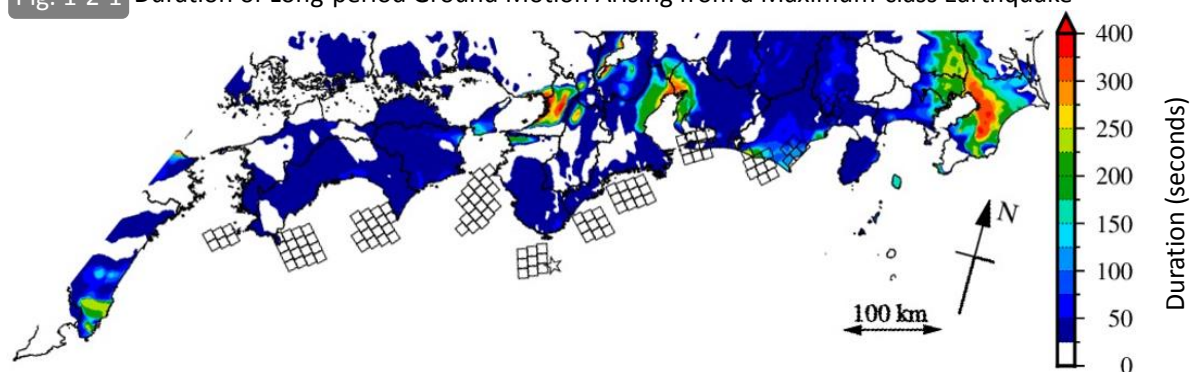 Fig. 1-2-1 Duration of Long-period Ground Motion Arising from a Maximum-class Earthquake
400
300
250
200
150
100
50
0
Duration (seconds)
N
100 km